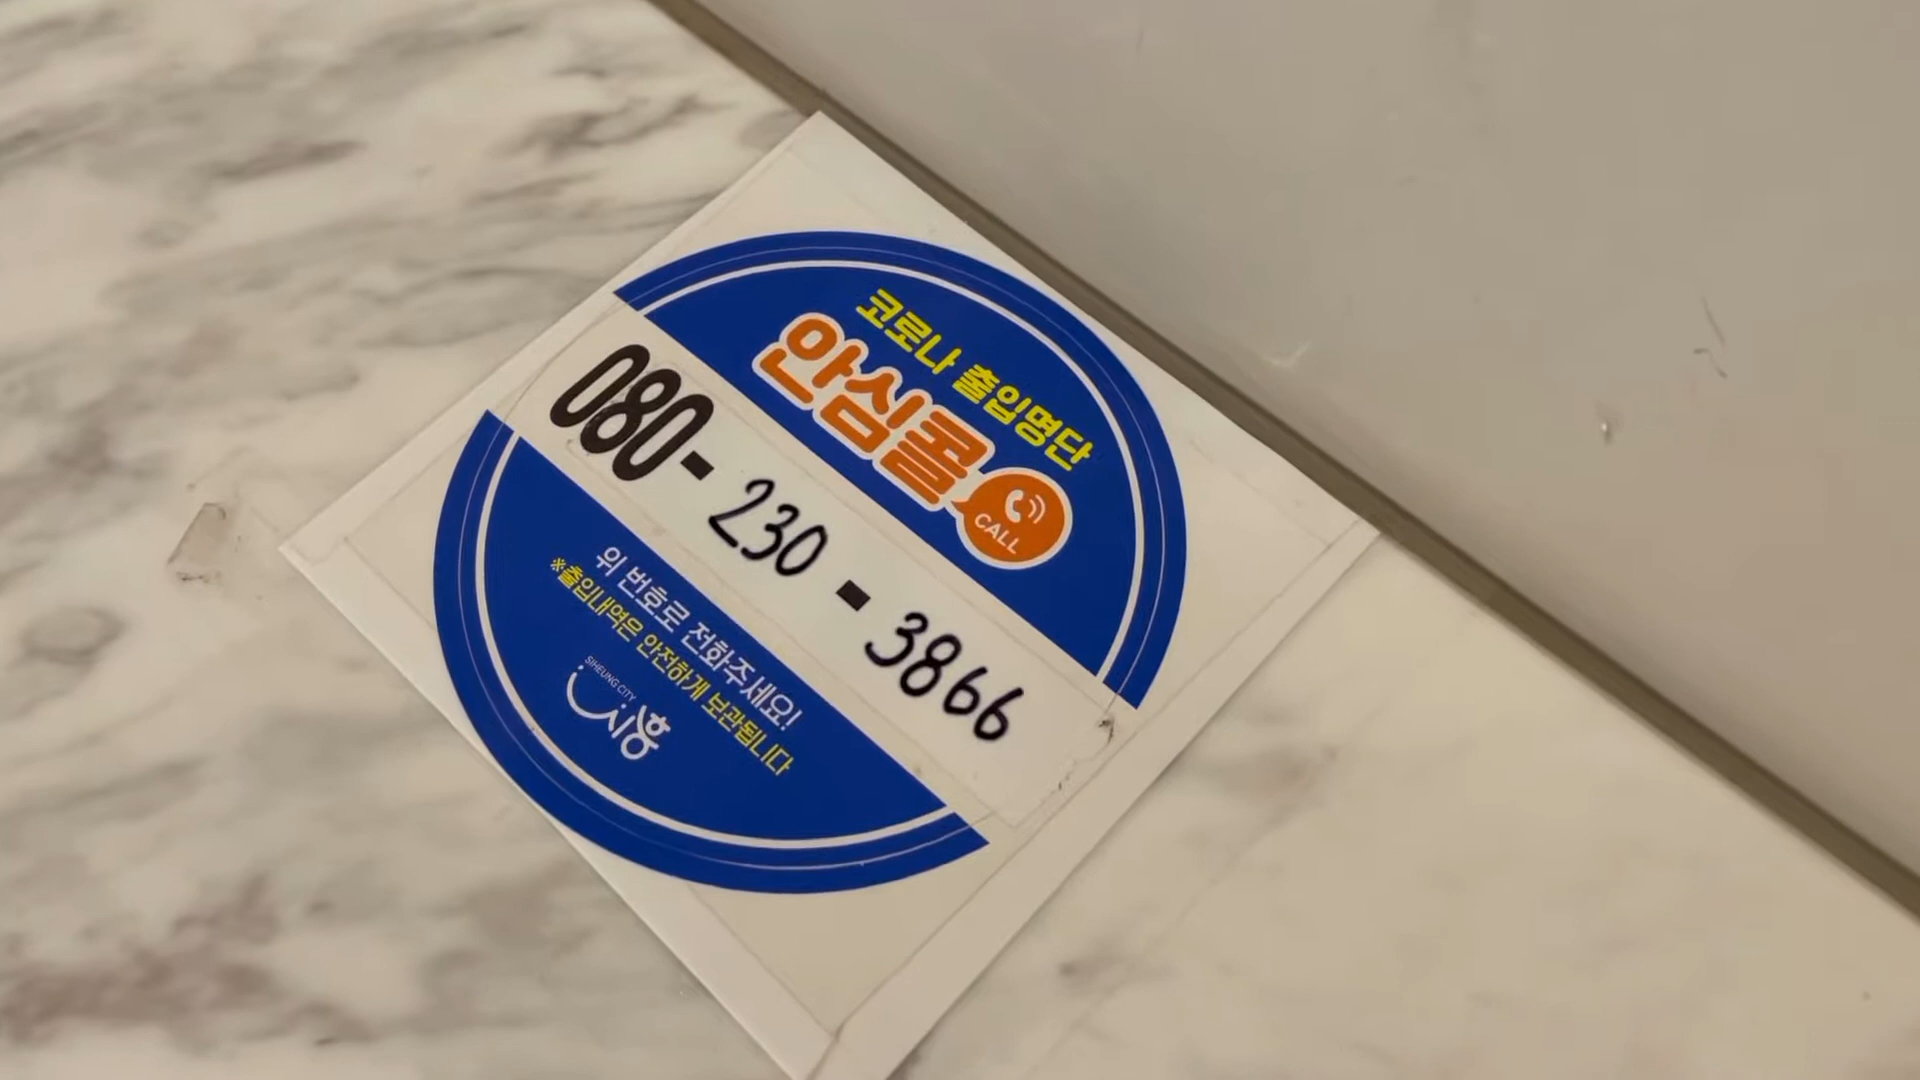 코로나 출입명단
안심콜
CALL
080-230-3866
위 번호로 전화주세요!
※출입내역은 안전하게 보관됩니다
SIHEUNG CITY
시흥